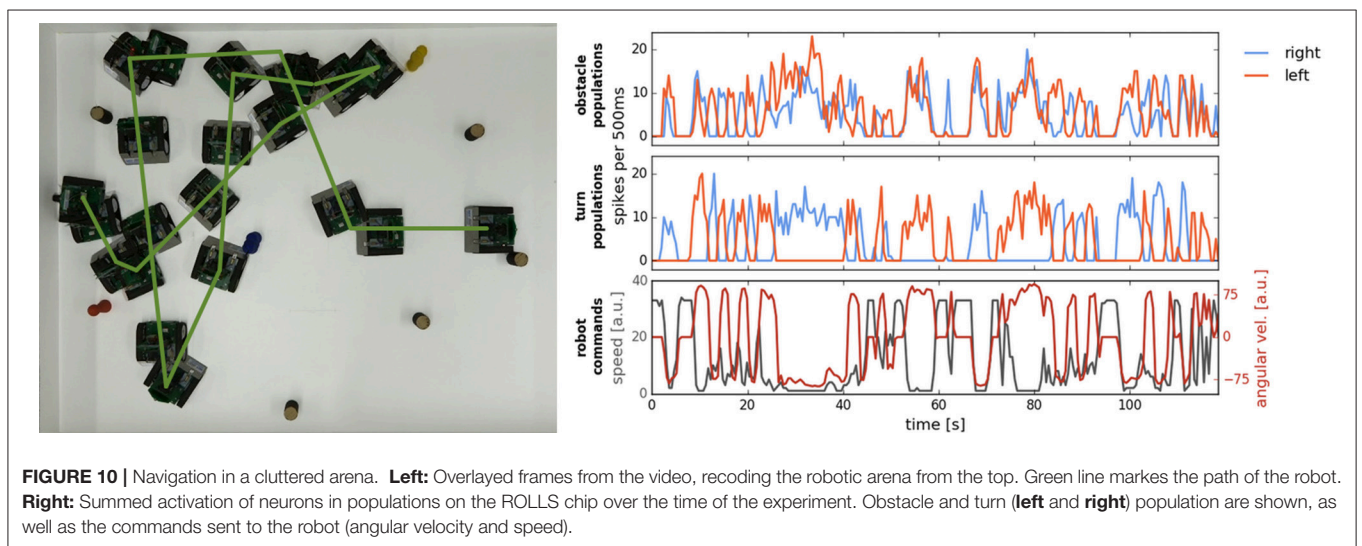 right
left
obstacle
populations
20
10
0
spikes per 500ms
turn
populations
20
10
0
robot
commands
speed [a.u.]
40
20
0
75
0
−75
angular vel. [a.u.]
0 20 40 60 80 100
time [s]
FIGURE 10 | Navigation in a cluttered arena. Left: Overlayed frames from the video, recoding the robotic arena from the top. Green line markes the path of the robot.
Right: Summed activation of neurons in populations on the ROLLS chip over the time of the experiment. Obstacle and turn (left and right) population are shown, as
well as the commands sent to the robot (angular velocity and speed).